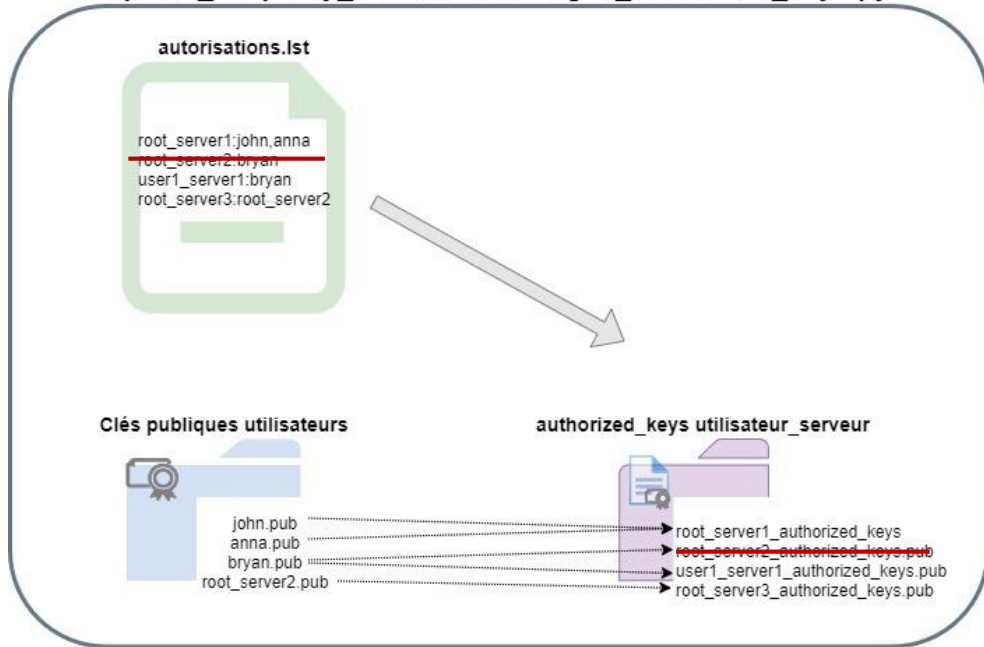 autorisations.lst
root_server1:john,anna
root_server2:bryan
user1_server1:bryan
root_server3:root_server2
Clés publiques utilisateurs
authorized_keys utilisateur_serveur
john.pub
anna.pub
bryan.pub
root_server2.pub
root_server1_authorized_keys
root_server2_authorized_keys.pub
user1_server1_authorized_keys.pub
root_server3_authorized_keys.pub